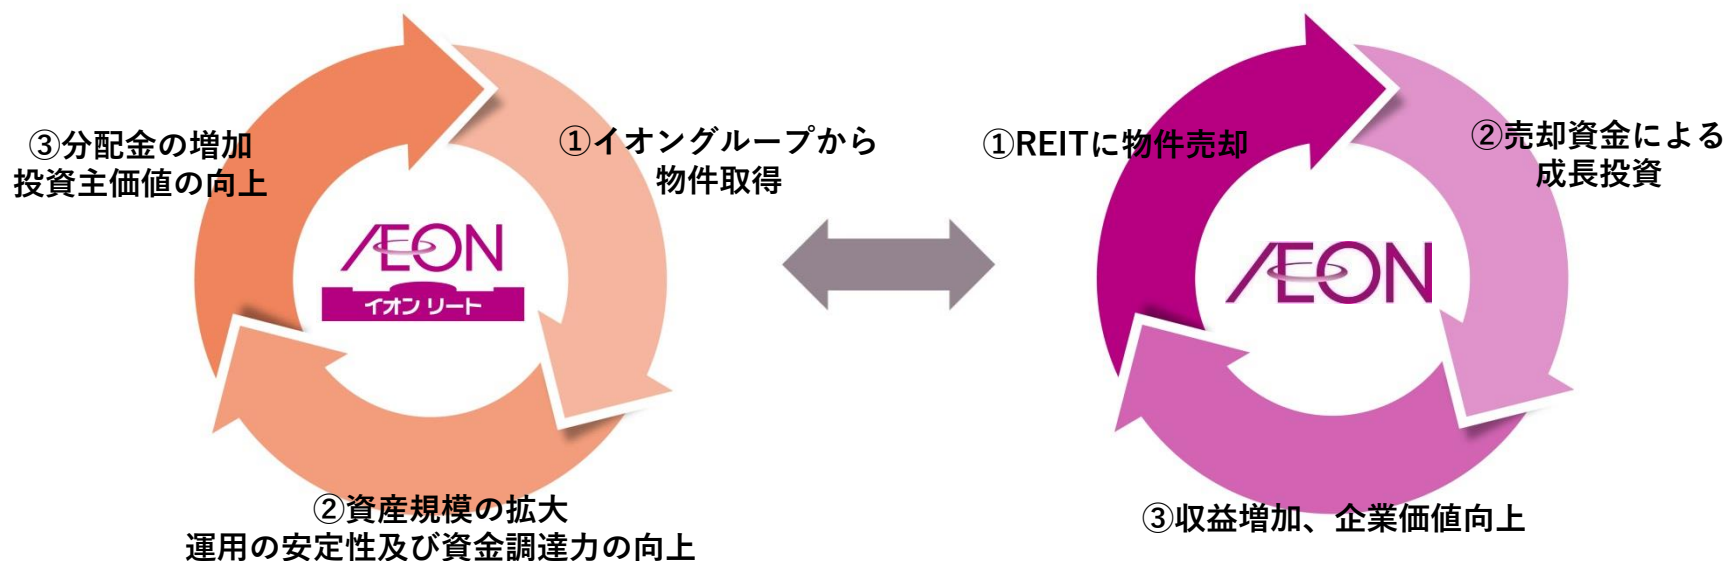 ③分配金の増加
投資主価値の向上
①イオングループから
物件取得
ÆON
イオン リート
②資産規模の拡大
運用の安定性及び資金調達力の向上
①REITに物件売却
②売却資金による
成長投資
ÆON
③収益増加、企業価値向上